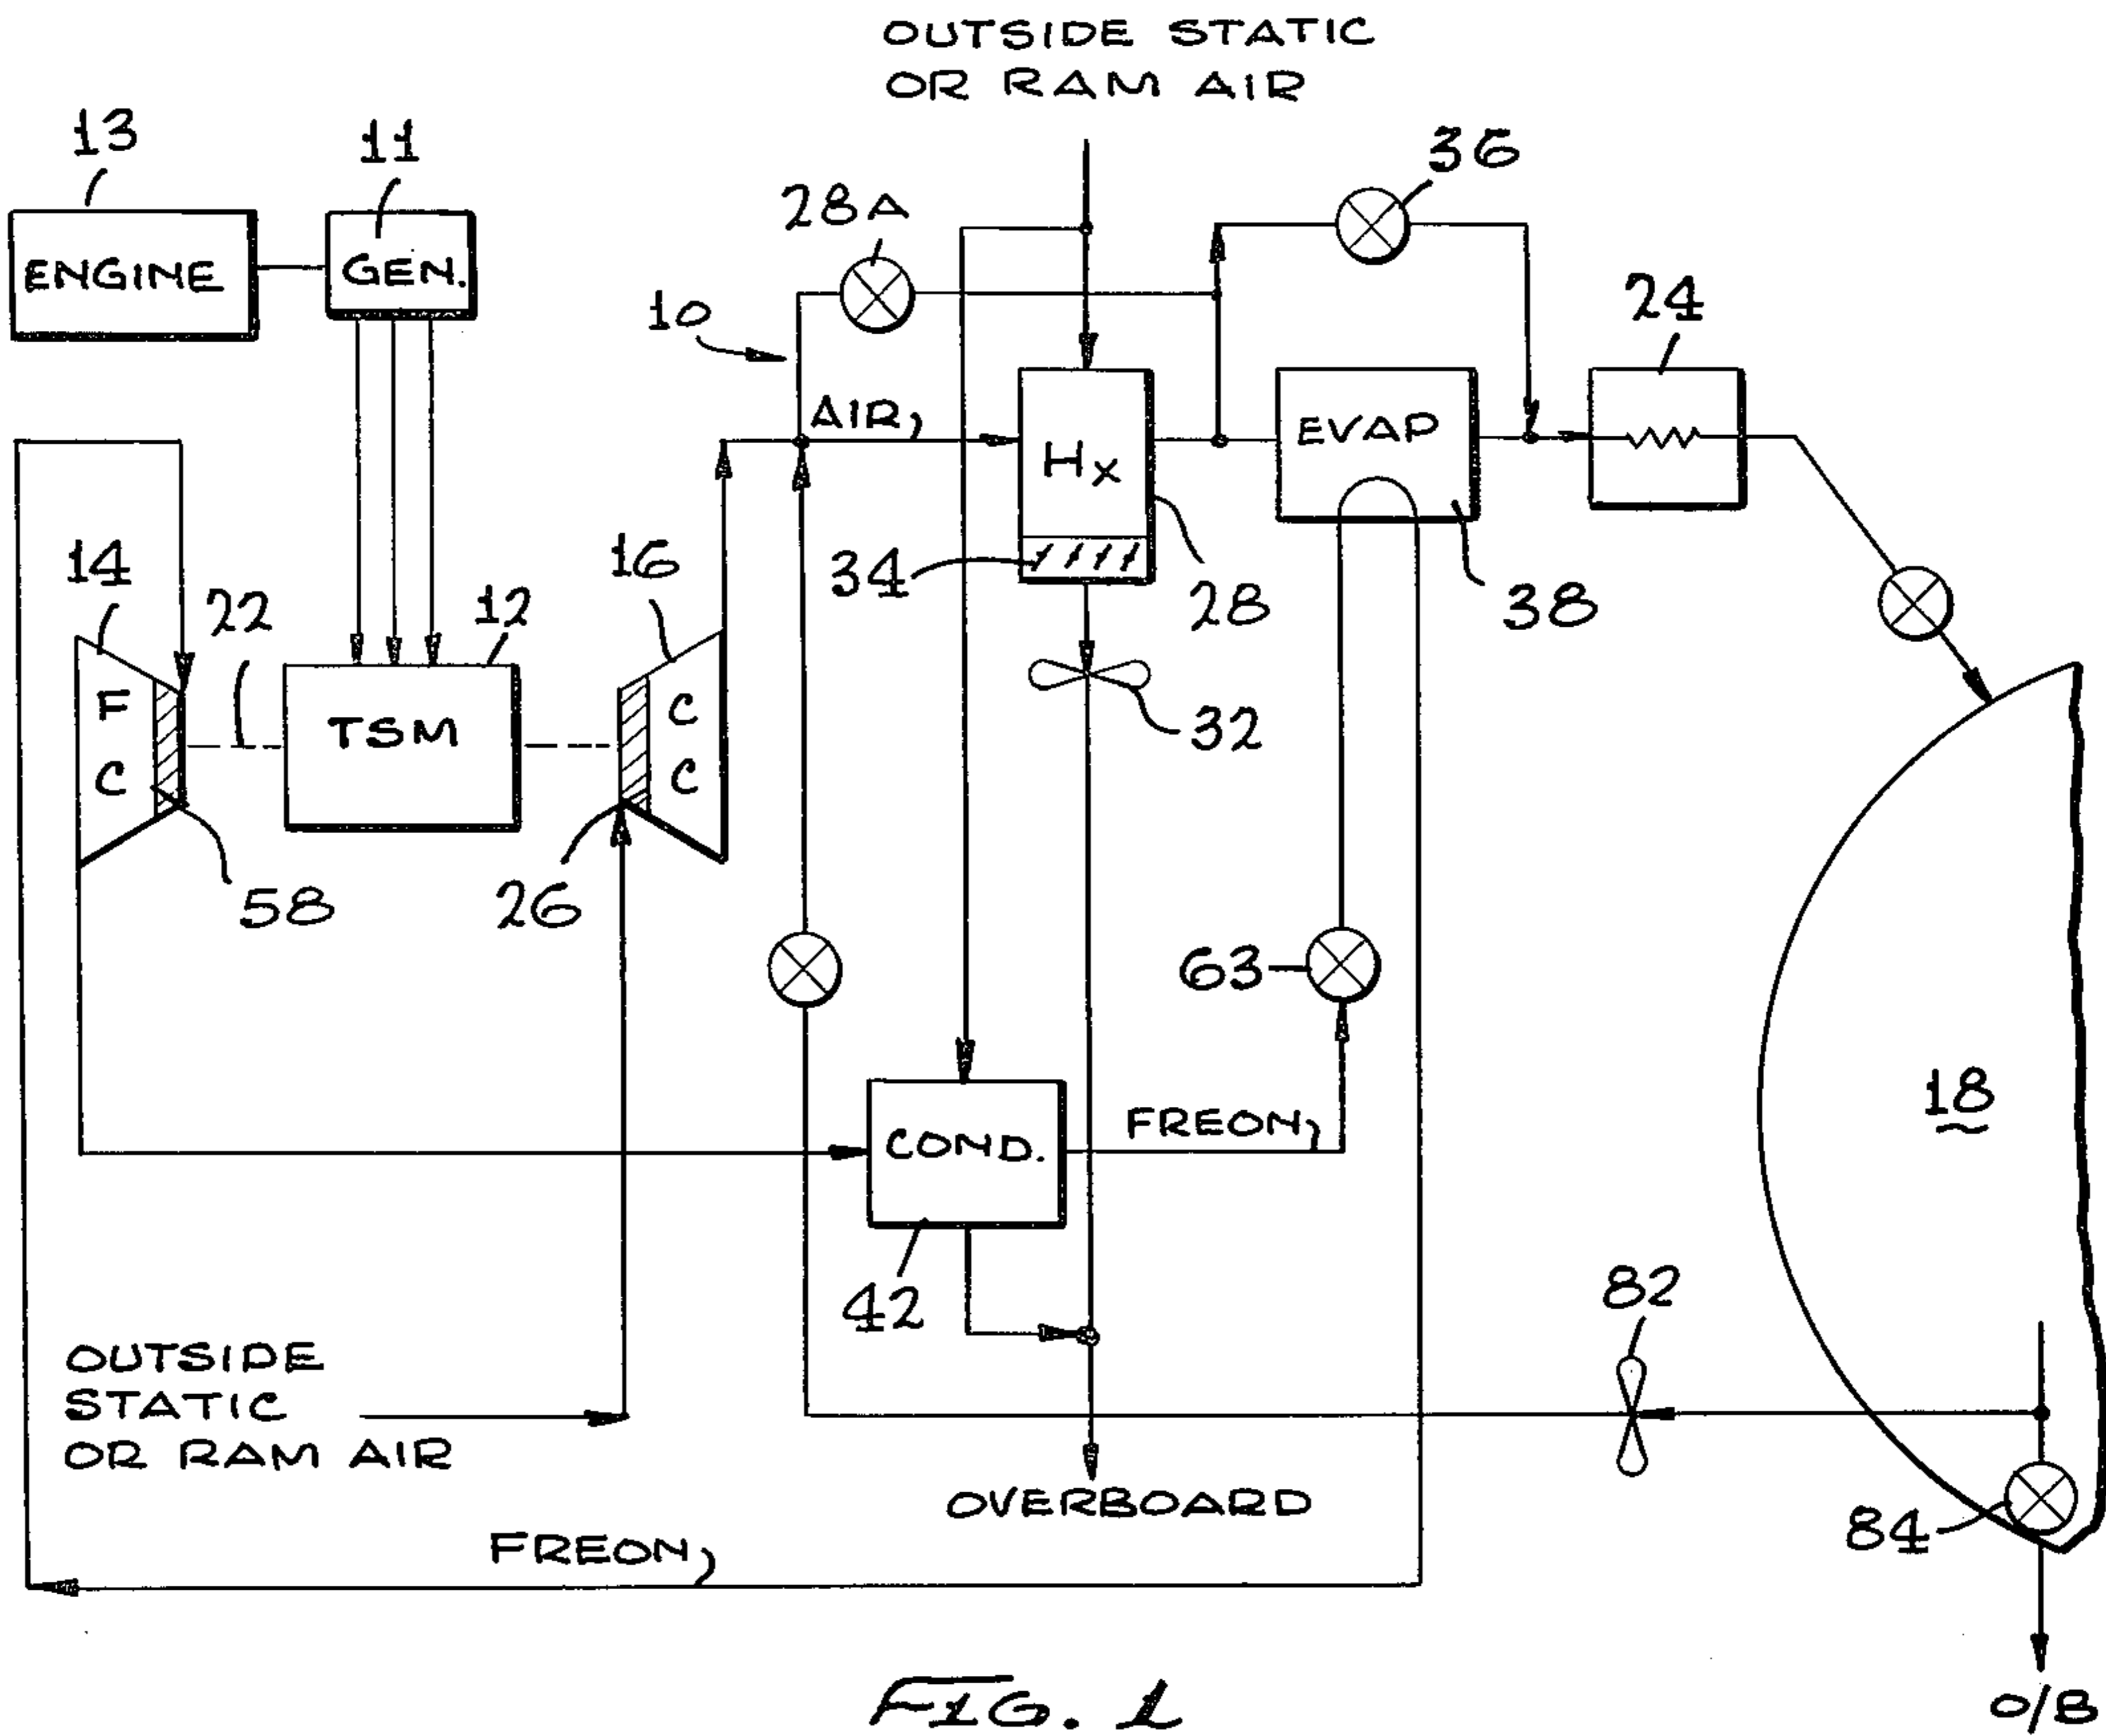 OUTSIDE STATIC
OR RAM AIR
13
11
36
28A
ENGINE
GEN.
10
24
AIR
Hx
EVAP
14
22
12
16
34
28
38
F
C
TSM
C
C
32
58
26
63
18
COND.
FREON
42
82
OUTSIDE
STATIC
OR RAM AIR
OVERBOARD
84
FREON
FIG. 1
O/B